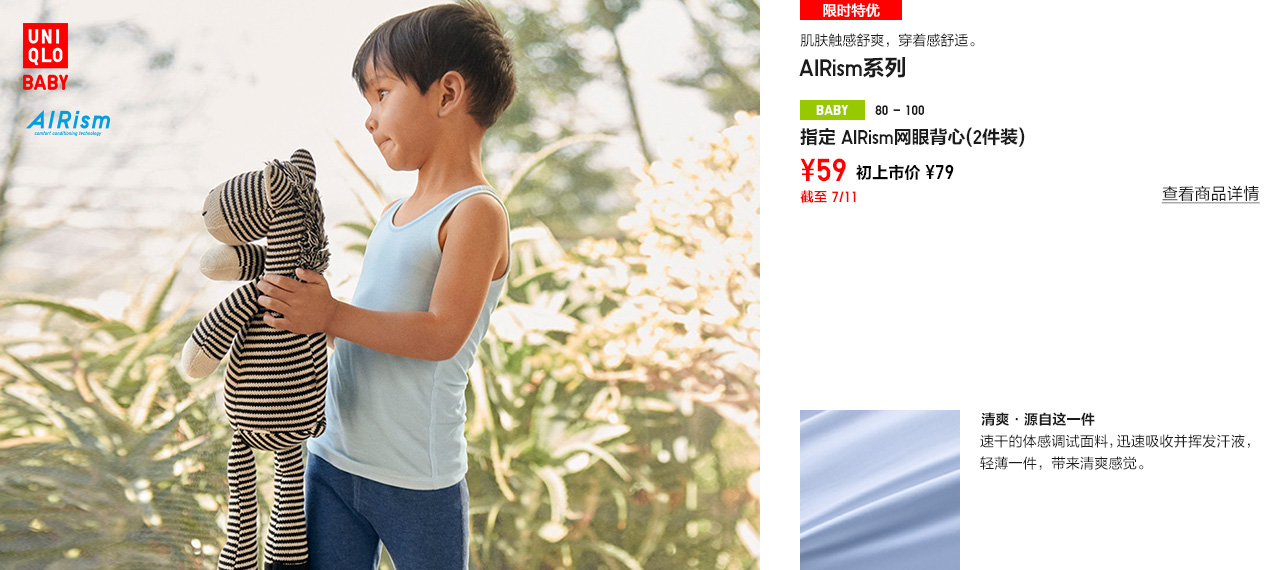 UNI
QLO
BABY
AIRism
comfort conditioning technology
限时特优
肌肤触感舒爽，穿着感舒适。
AIRism系列
BABY 80 – 100
指定 AIRism网眼背心(2件装)
¥59 初上市价 ¥79
截至 7/11
查看商品详情
清爽 · 源自这一件
速干的体感调试面料,迅速吸收并挥发汗液，
轻薄一件，带来清爽感觉。